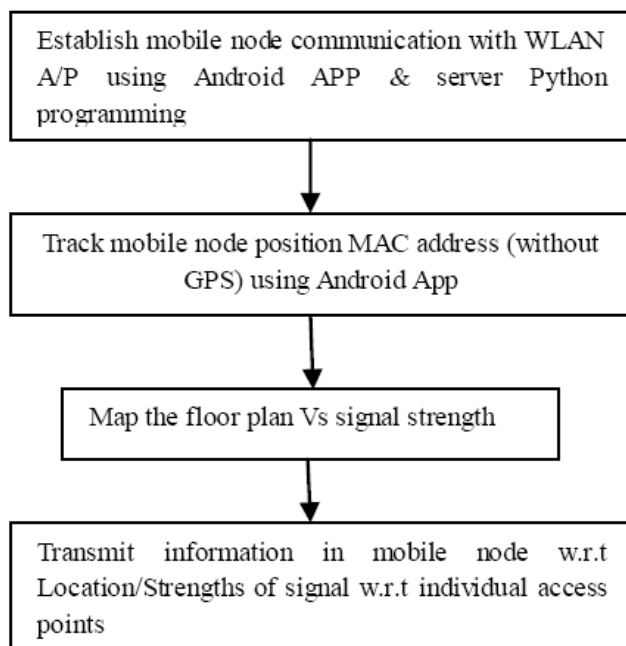 Establish mobile node communication with WLAN
A/P using Android APP & server Python
programming
Track mobile node position MAC address (without
GPS) using Android App
Map the floor plan Vs signal strength
Transmit information in mobile node w.r.t
Location/Strengths of signal w.r.t individual access
points